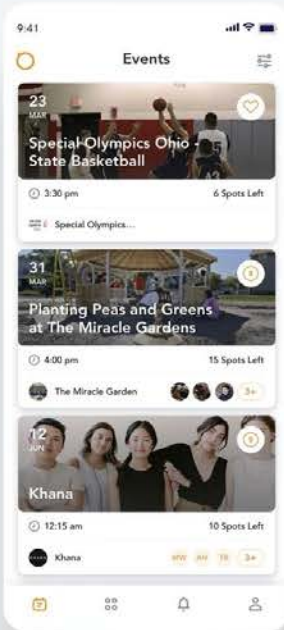 9:41
Events
23
MAR
Special Olympics Ohio -
State Basketball
3:30 pm
6 Spots Left
Special Olympics...
31
MAR
Planting Peas and Greens
at The Miracle Gardens
4:00 pm
15 Spots Left
The Miracle Garden
3+
12
JUN
Khana
12:15 am
10 Spots Left
Khana
MW AH TB 3+